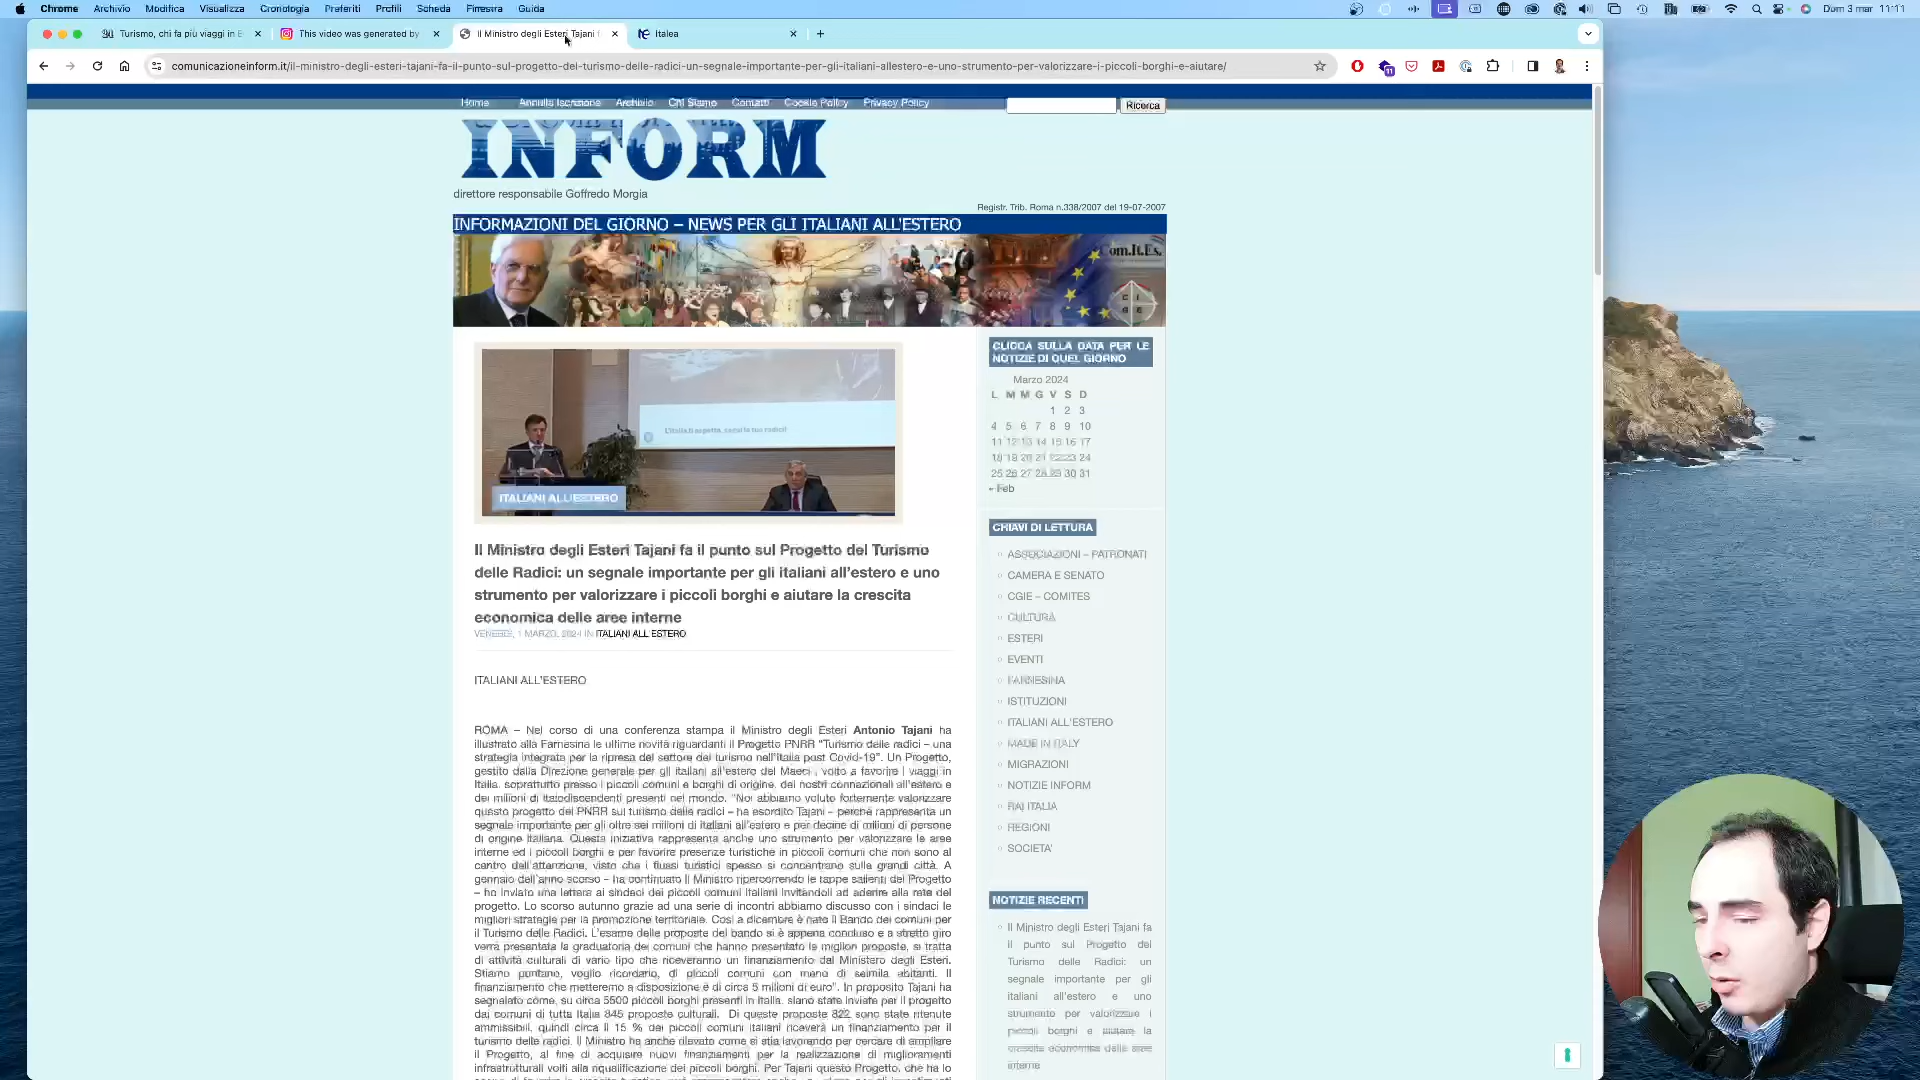 Chrome Archivio Modifica Visualizza Cronologia Preferiti Profili Scheda Finestra Guida
Dom 3 mar 11:11
Turismo, chi fa più viaggi in E
This video was generated by
Il Ministro degli Esteri Tajani f
Italea
comunicazioneinform.it/il-ministro-degli-esteri-tajani-fa-il-punto-sul-progetto-del-turismo-delle-radici-un-segnale-importante-per-gli-italiani-allestero-e-uno-strumento-per-valorizzare-i-piccoli-borghi-e-aiutare/
11
Home Annulla Iscrizione Archivio Chi Siamo Contatti Cookie Policy Privacy Policy
Ricerca
INFORM
direttore responsabile Goffredo Morgia
Registr. Trib. Roma n.338/2007 del 19-07-2007
INFORMAZIONI DEL GIORNO – NEWS PER GLI ITALIANI ALL'ESTERO
Com.It.Es.
L'Italia ti aspetta, segui le tue radici!
ITALIANI ALL'ESTERO
Il Ministro degli Esteri Tajani fa il punto sul Progetto del Turismo
delle Radici: un segnale importante per gli italiani all'estero e uno
strumento per valorizzare i piccoli borghi e aiutare la crescita
economica delle aree interne
VENERDÌ, 1 MARZO, 2024 IN ITALIANI ALL ESTERO
ITALIANI ALL'ESTERO
ROMA – Nel corso di una conferenza stampa il Ministro degli Esteri Antonio Tajani ha
illustrato alla Farnesina le ultime novità riguardanti il Progetto PNRR "Turismo delle radici – una
strategia integrata per la ripresa del settore del turismo nell'Italia post Covid-19". Un Progetto,
gestito dalla Direzione generale per gli italiani all'estero del Maeci, volto a favorire i viaggi in
Italia, soprattutto presso i piccoli comuni e borghi di origine, dei nostri connazionali all'estero e
dei milioni di italodiscendenti presenti nel mondo. "Noi abbiamo voluto fortemente valorizzare
questo progetto del PNRR sul turismo delle radici – ha esordito Tajani – perché rappresenta un
segnale importante per gli oltre sei milioni di italiani all'estero e per decine di milioni di persone
di origine italiana. Questa iniziativa rappresenta anche uno strumento per valorizzare le aree
interne ed i piccoli borghi e per favorire presenze turistiche in piccoli comuni che non sono al
centro dell'attenzione, visto che i flussi turistici spesso si concentrano sulle grandi città. A
gennaio dell'anno scorso – ha continuato il Ministro ripercorrendo le tappe salienti del Progetto
– ho inviato una lettera ai sindaci dei piccoli comuni italiani invitandoli ad aderire alla rete del
progetto. Lo scorso autunno grazie ad una serie di incontri abbiamo discusso con i sindaci le
migliori strategie per la promozione territoriale. Così a dicembre è nato il Bando dei comuni per
il Turismo delle Radici. L'esame delle proposte del bando si è appena concluso e a stretto giro
verrà presentata la graduatoria dei comuni che hanno presentato le migliori proposte, si tratta
di attività culturali di vario tipo che riceveranno un finanziamento dal Ministero degli Esteri.
Stiamo parlano, voglio ricordarlo, di piccoli comuni con meno di seimila abitanti. Il
finanziamento che metteremo a disposizione è di circa 5 milioni di euro". In proposito Tajani ha
segnalato come, su circa 5500 piccoli borghi presenti in Italia, siano state inviate per il progetto
dai comuni di tutta Italia 845 proposte culturali. Di queste proposte 822 sono state ritenute
ammissibili, quindi circa il 15 % dei piccoli comuni italiani riceverà un finanziamento per il
turismo delle radici. Il Ministro ha anche rilevato come si stia lavorando per cercare di ampliare
il Progetto, al fine di acquisire nuovi finanziamenti per la realizzazione di miglioramenti
infrastrutturali volti alla riqualificazione dei piccoli borghi. Per Tajani questo Progetto, che ha lo
CLICCA SULLA DATA PER LE
NOTIZIE DI QUEL GIORNO
Marzo 2024
L M M G V S D
1 2 3
4 5 6 7 8 9 10
11 12 13 14 15 16 17
18 19 20 21 22 23 24
25 26 27 28 29 30 31
« Feb
CHIAVI DI LETTURA
ASSOCIAZIONI – PATRONATI
CAMERA E SENATO
CGIE – COMITES
CULTURA
ESTERI
EVENTI
FARNESINA
ISTITUZIONI
ITALIANI ALL'ESTERO
MADE IN ITALY
MIGRAZIONI
NOTIZIE INFORM
RAI ITALIA
REGIONI
SOCIETA'
NOTIZIE RECENTI
Il Ministro degli Esteri Tajani fa
il punto sul Progetto del
Turismo delle Radici: un
segnale importante per gli
italiani all'estero e uno
strumento per valorizzare i
piccoli borghi e aiutare la
crescita economica delle aree
interne